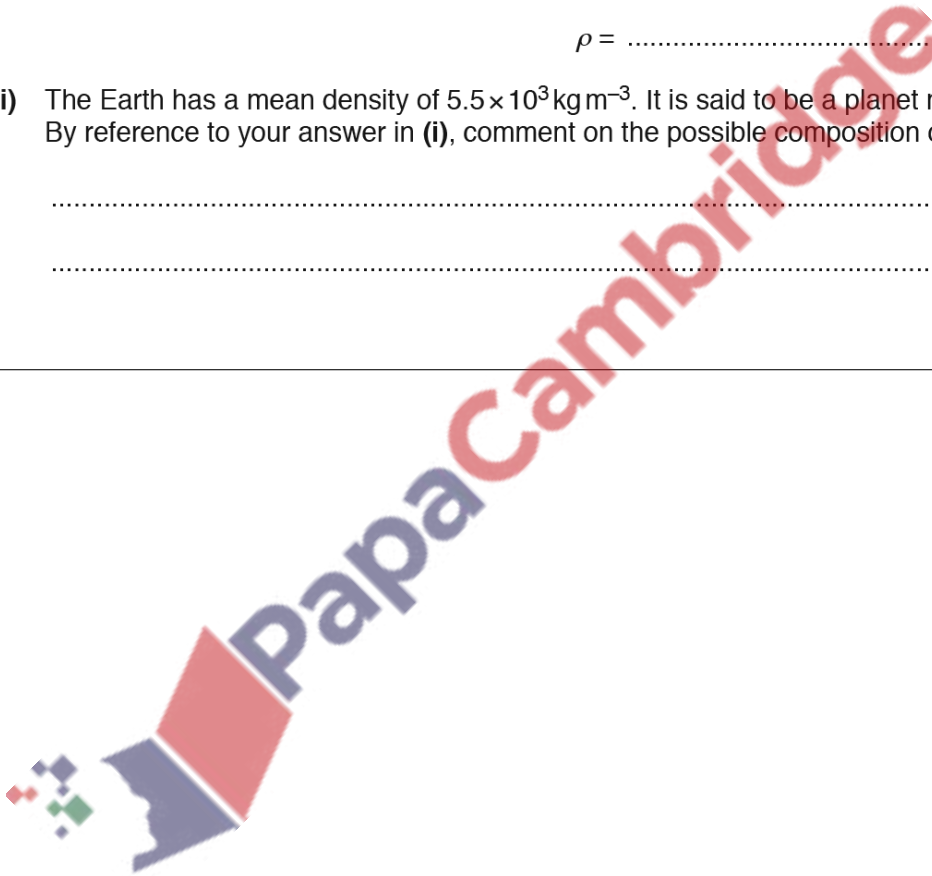 ρ = ..........................................
i) The Earth has a mean density of 5.5 × 10³ kg m⁻³. It is said to be a planet
By reference to your answer in (i), comment on the possible composition
..........................................................................................................................
..........................................................................................................................
PapaCambridge